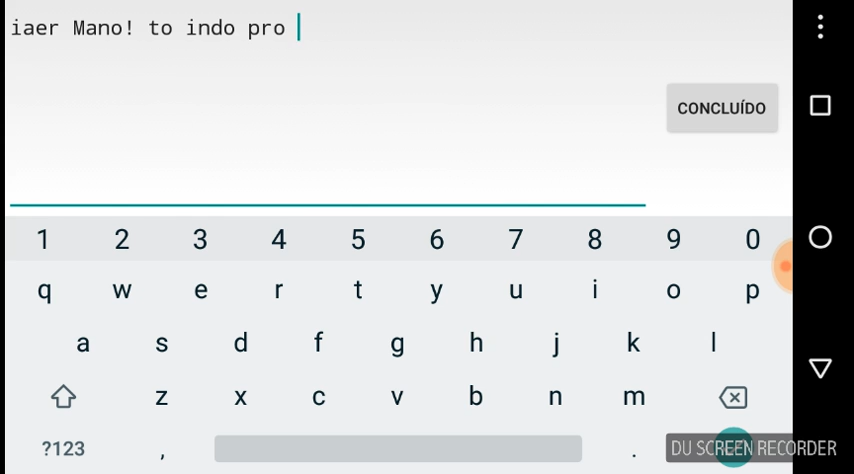 iaer Mano! to indo pro
CONCLUÍDO
1 2 3 4 5 6 7 8 9 0
q w e r t y u i o p
a s d f g h j k l
z x c v b n m
?123 , .
DU SCREEN RECORDER